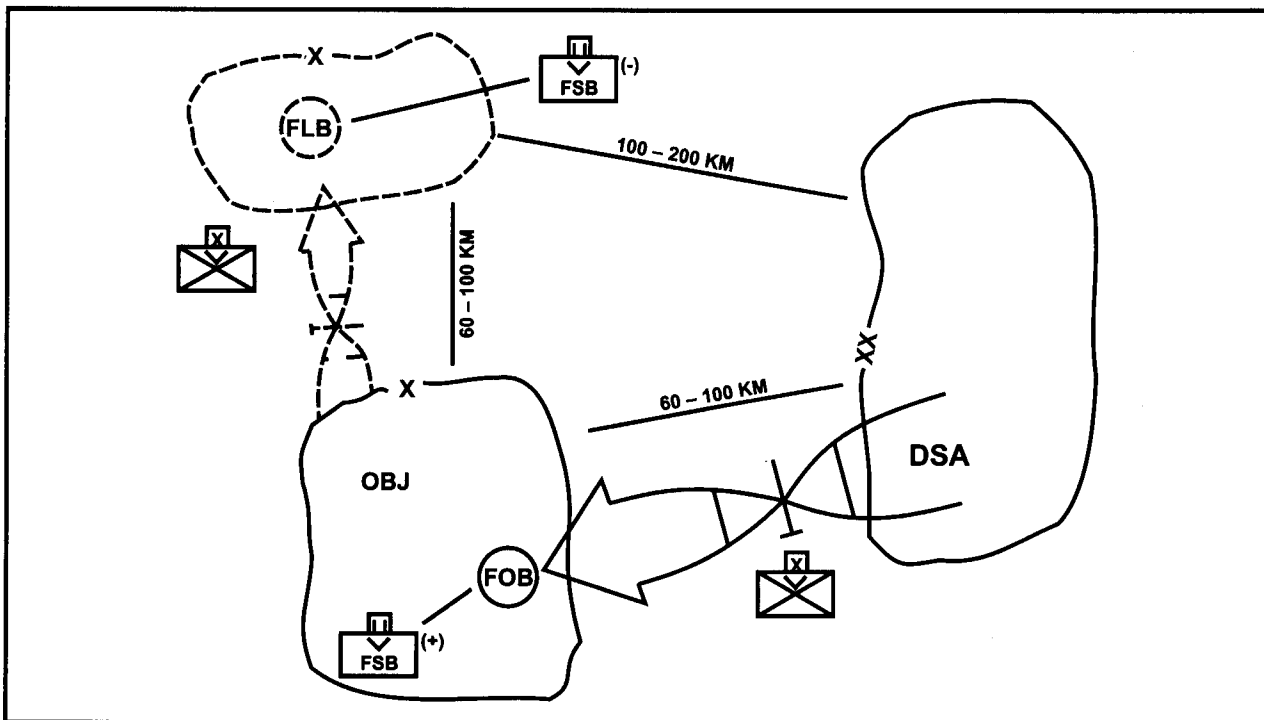 X
FLB
(-)
FSB
100 – 200 KM
X
60 – 100 KM
X
XX
60 – 100 KM
OBJ
DSA
FOB
X
(+)
FSB